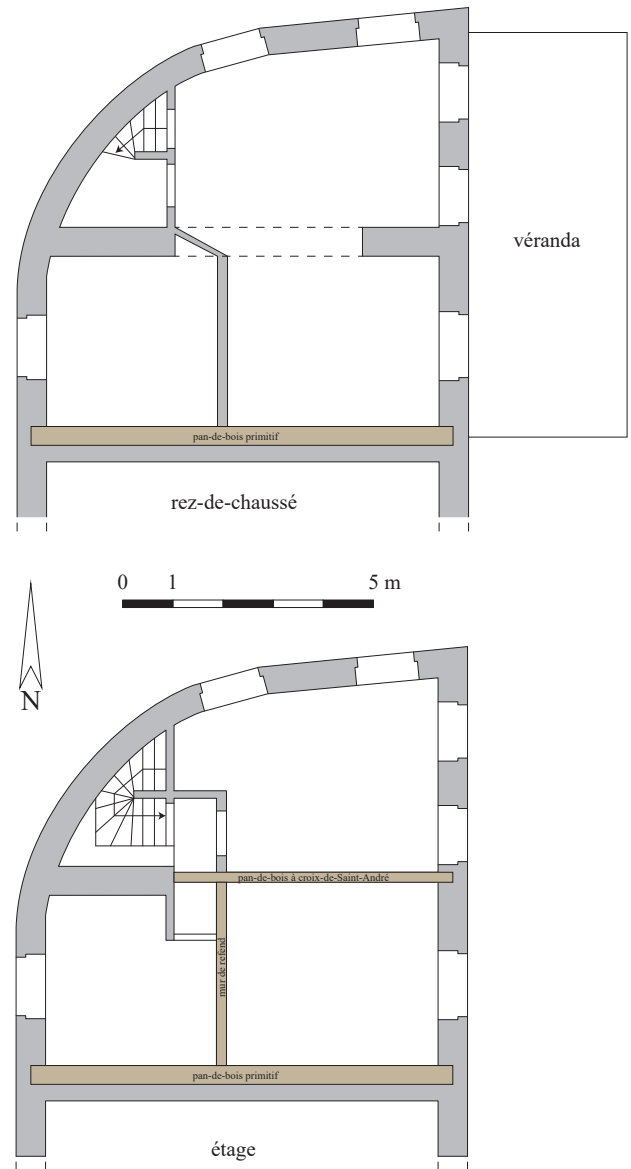 véranda
pan-de-bois primitif
rez-de-chaussé
0 1 5 m
N
pan-de-bois à croix-de-Saint-André
mur de refend
pan-de-bois primitif
étage